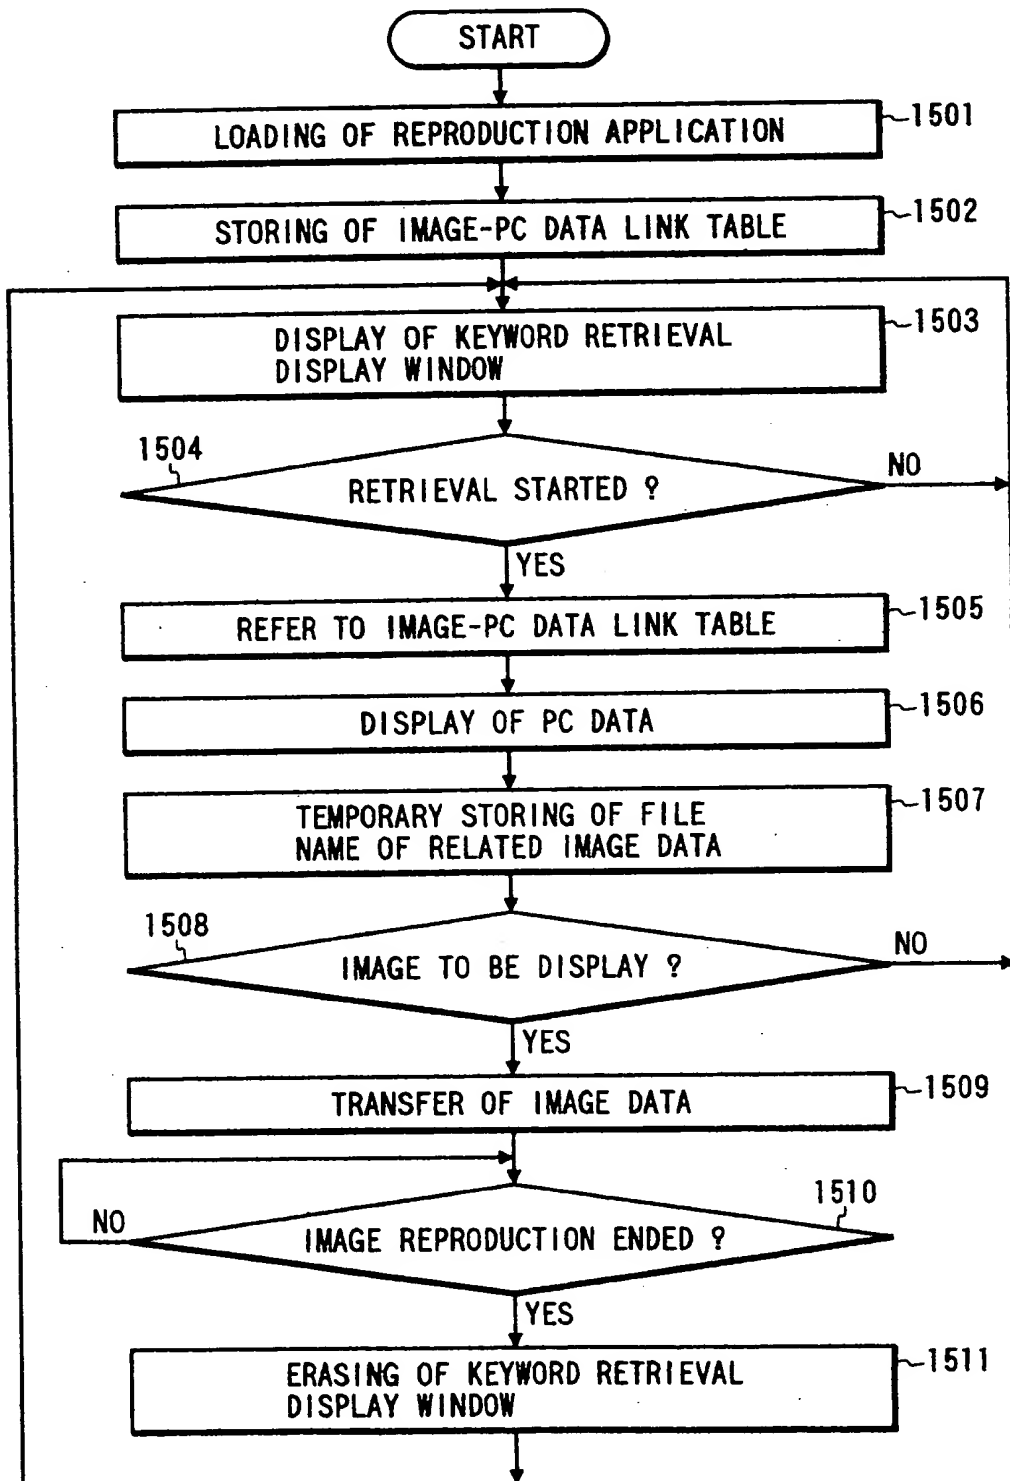 START
LOADING OF REPRODUCTION APPLICATION
1501
STORING OF IMAGE-PC DATA LINK TABLE
1502
DISPLAY OF KEYWORD RETRIEVAL
DISPLAY WINDOW
1503
1504
RETRIEVAL STARTED ?
NO
YES
REFER TO IMAGE-PC DATA LINK TABLE
1505
DISPLAY OF PC DATA
1506
TEMPORARY STORING OF FILE
NAME OF RELATED IMAGE DATA
1507
1508
IMAGE TO BE DISPLAY ?
NO
YES
TRANSFER OF IMAGE DATA
1509
NO
IMAGE REPRODUCTION ENDED ?
1510
YES
ERASING OF KEYWORD RETRIEVAL
DISPLAY WINDOW
1511